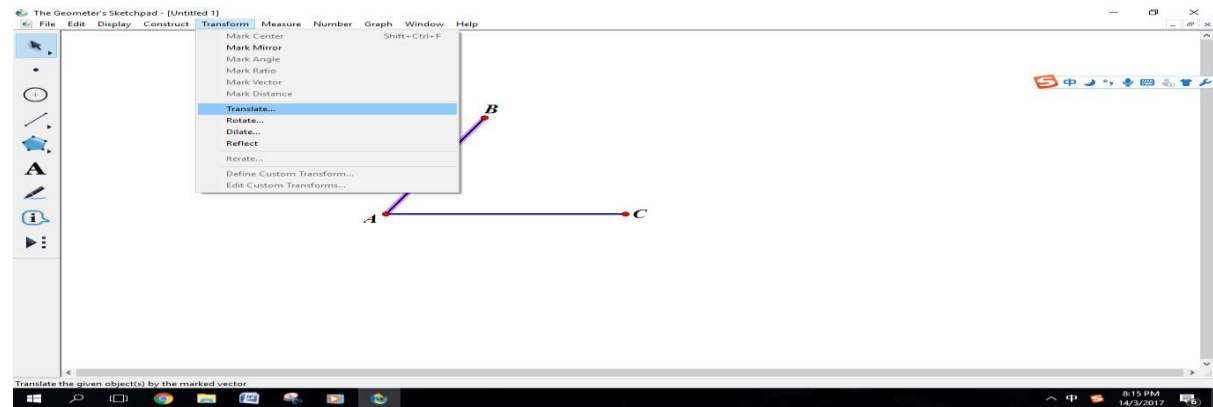 The Geometer's Sketchpad - [Untitled 1]
File Edit Display Construct Transform Measure Number Graph Window Help
Mark Center Shift+Ctrl+F
Mark Mirror
Mark Angle
Mark Ratio
Mark Vector
Mark Distance
Translate...
Rotate...
Dilate...
Reflect
Iterate...
Define Custom Transform...
Edit Custom Transforms...
中
A
B
A
C
Translate the given object(s) by the marked vector
中
8:15 PM
14/3/2017